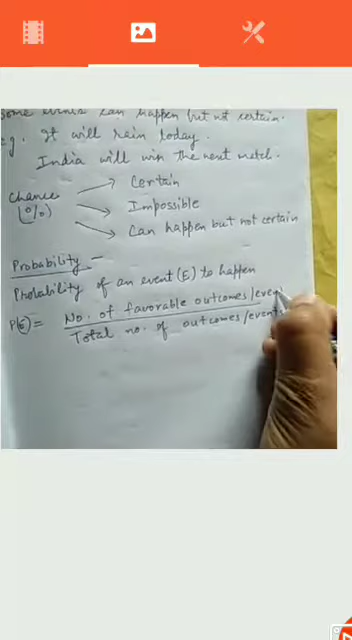 some events can happen but not certain.
e.g. It will rain today.
India will win the next match.
Chance → Certain
(%) → Impossible
→ Can happen but not certain
Probability -
Probability of an event (E) to happen
P(E) = No. of favorable outcomes/even
Total no. of outcomes/events